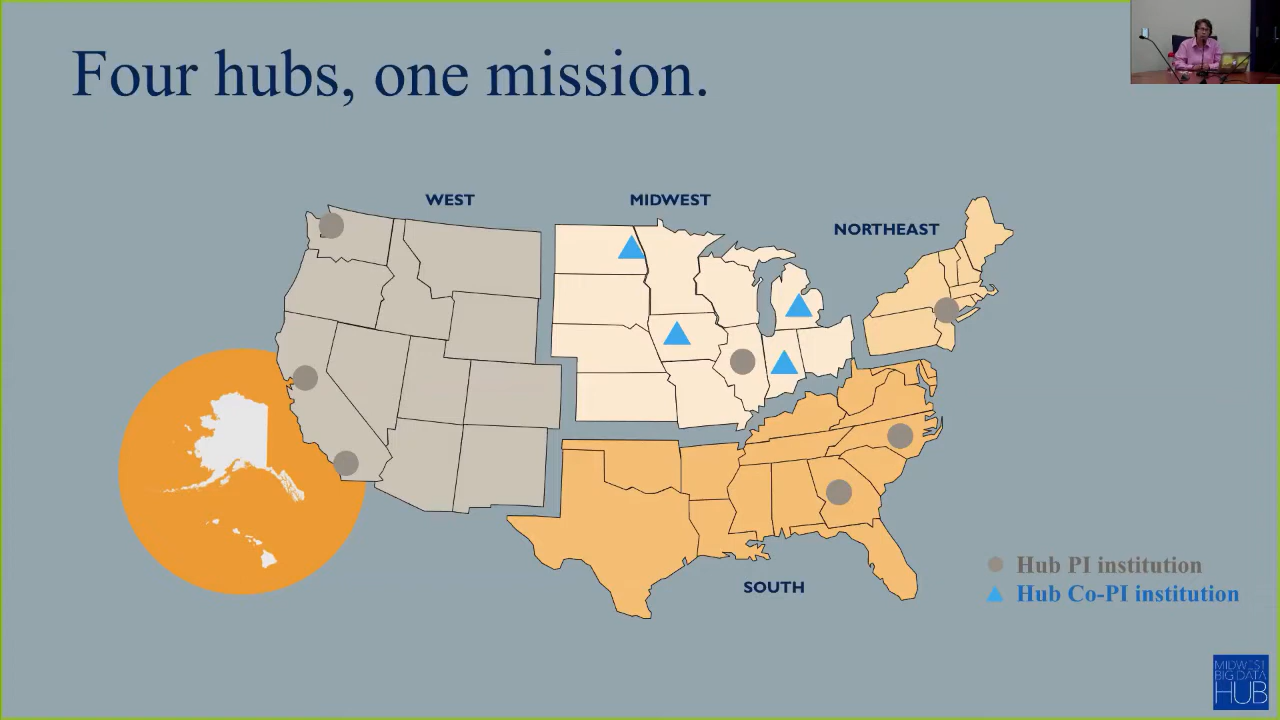 Four hubs, one mission.
WEST
MIDWEST
NORTHEAST
SOUTH
Hub PI institution
Hub Co-PI institution
MIDWEST
BIG DATA
HUB